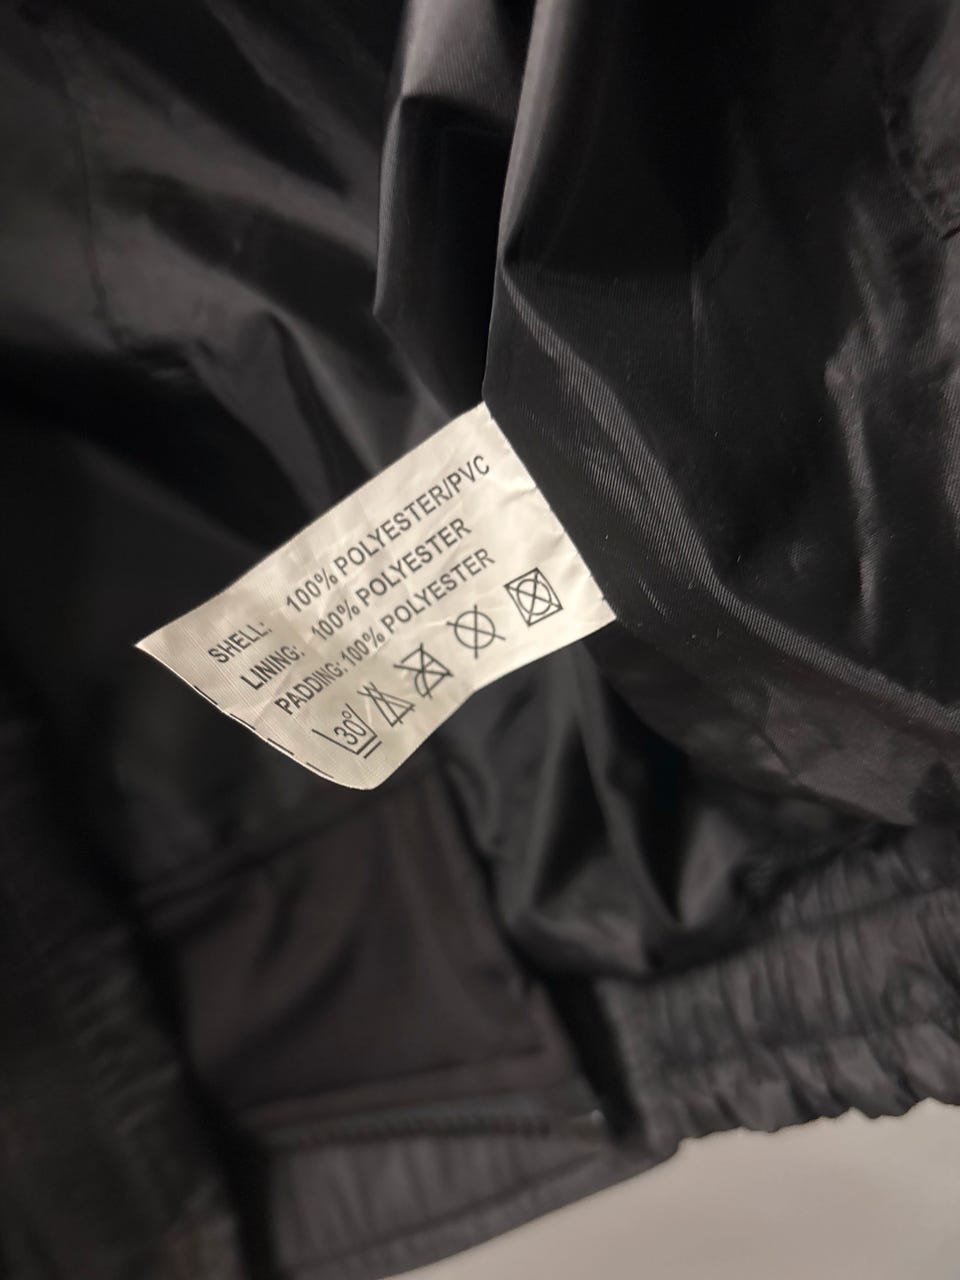 SHELL: 100% POLYESTER/PVC
LINING: 100% POLYESTER
PADDING: 100% POLYESTER
30°